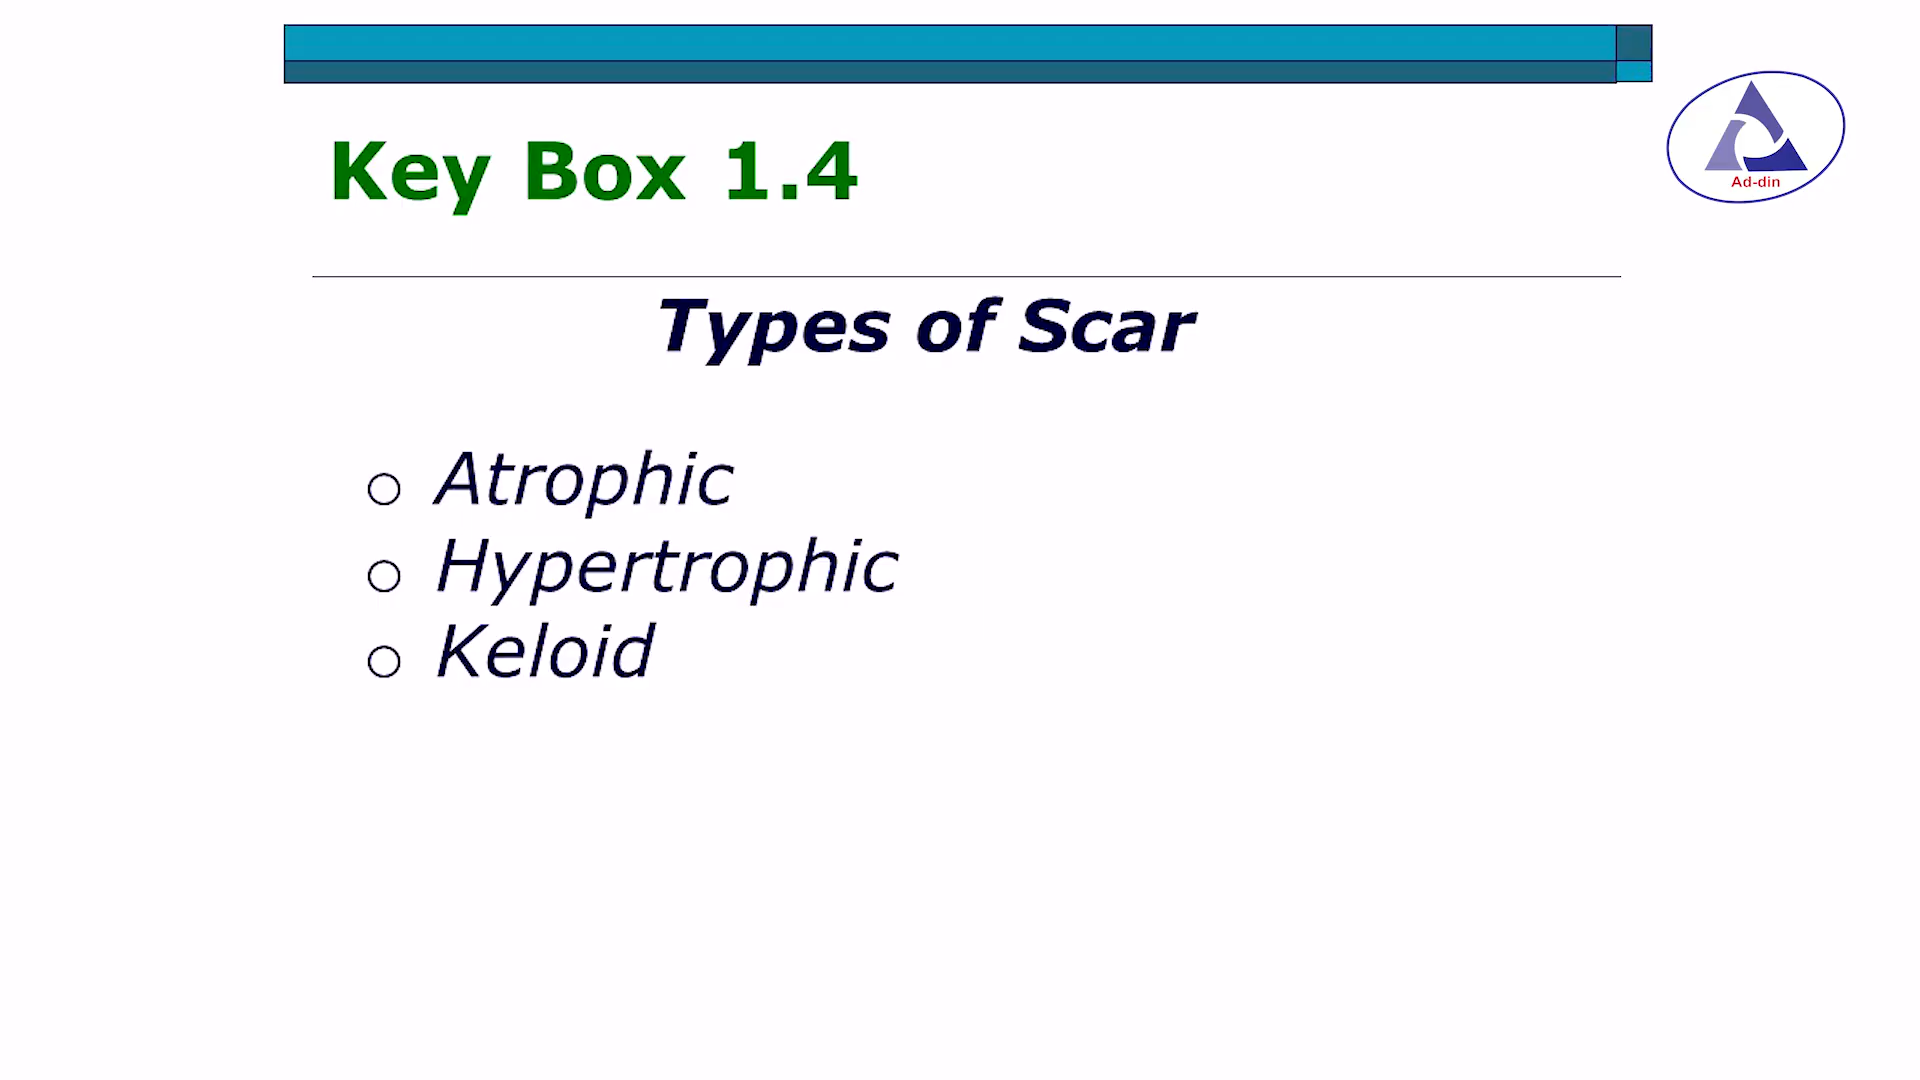 Key Box 1.4
Ad-din
Types of Scar
Atrophic
Hypertrophic
Keloid